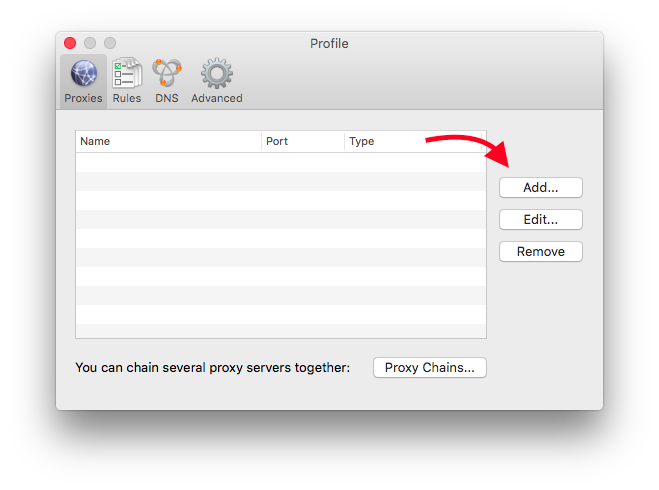 Profile
Proxies Rules DNS Advanced
Name Port Type
Add...
Edit...
Remove
You can chain several proxy servers together: Proxy Chains...